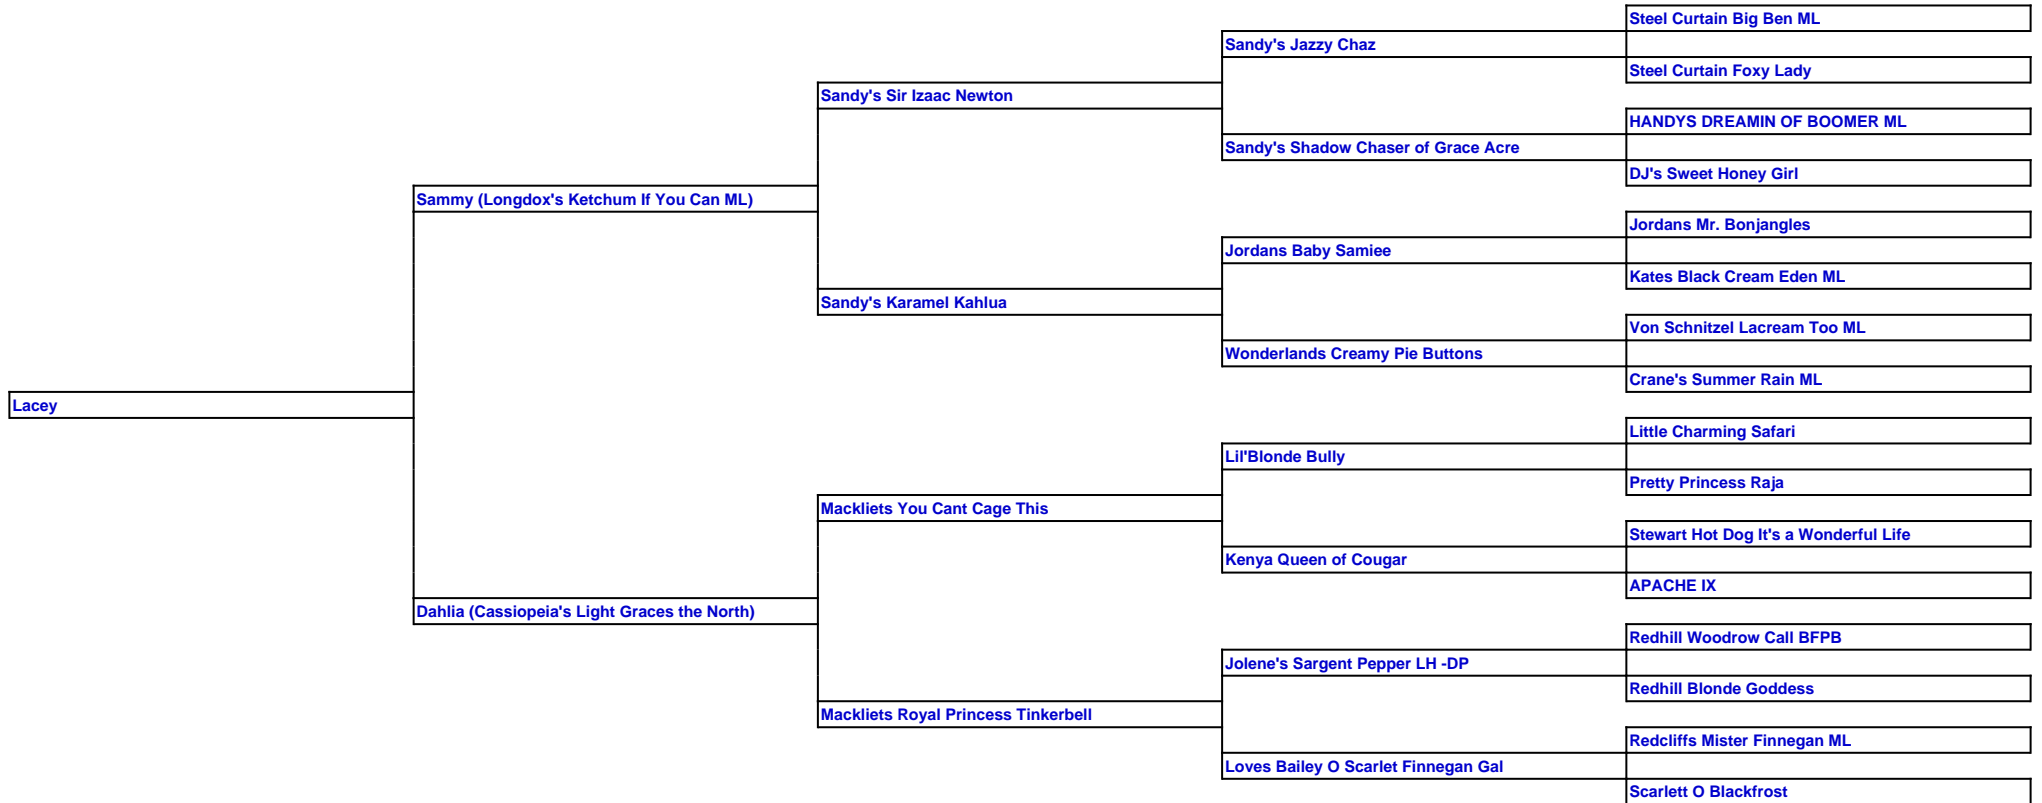 Steel Curtain Big Ben ML
Sandy's Jazzy Chaz
Steel Curtain Foxy Lady
Sandy's Sir Izaac Newton
HANDYS DREAMIN OF BOOMER ML
Sandy's Shadow Chaser of Grace Acre
DJ's Sweet Honey Girl
Sammy (Longdox's Ketchum If You Can ML)
Jordans Mr. Bonjangles
Jordans Baby Samiee
Kates Black Cream Eden ML
Sandy's Karamel Kahlua
Von Schnitzel Lacream Too ML
Wonderlands Creamy Pie Buttons
Crane's Summer Rain ML
Lacey
Little Charming Safari
Lil'Blonde Bully
Pretty Princess Raja
Mackliets You Cant Cage This
Stewart Hot Dog It's a Wonderful Life
Kenya Queen of Cougar
APACHE IX
Dahlia (Cassiopeia's Light Graces the North)
Redhill Woodrow Call BFPB
Jolene's Sargent Pepper LH -DP
Redhill Blonde Goddess
Mackliets Royal Princess Tinkerbell
Redcliffs Mister Finnegan ML
Loves Bailey O Scarlet Finnegan Gal
Scarlett O Blackfrost